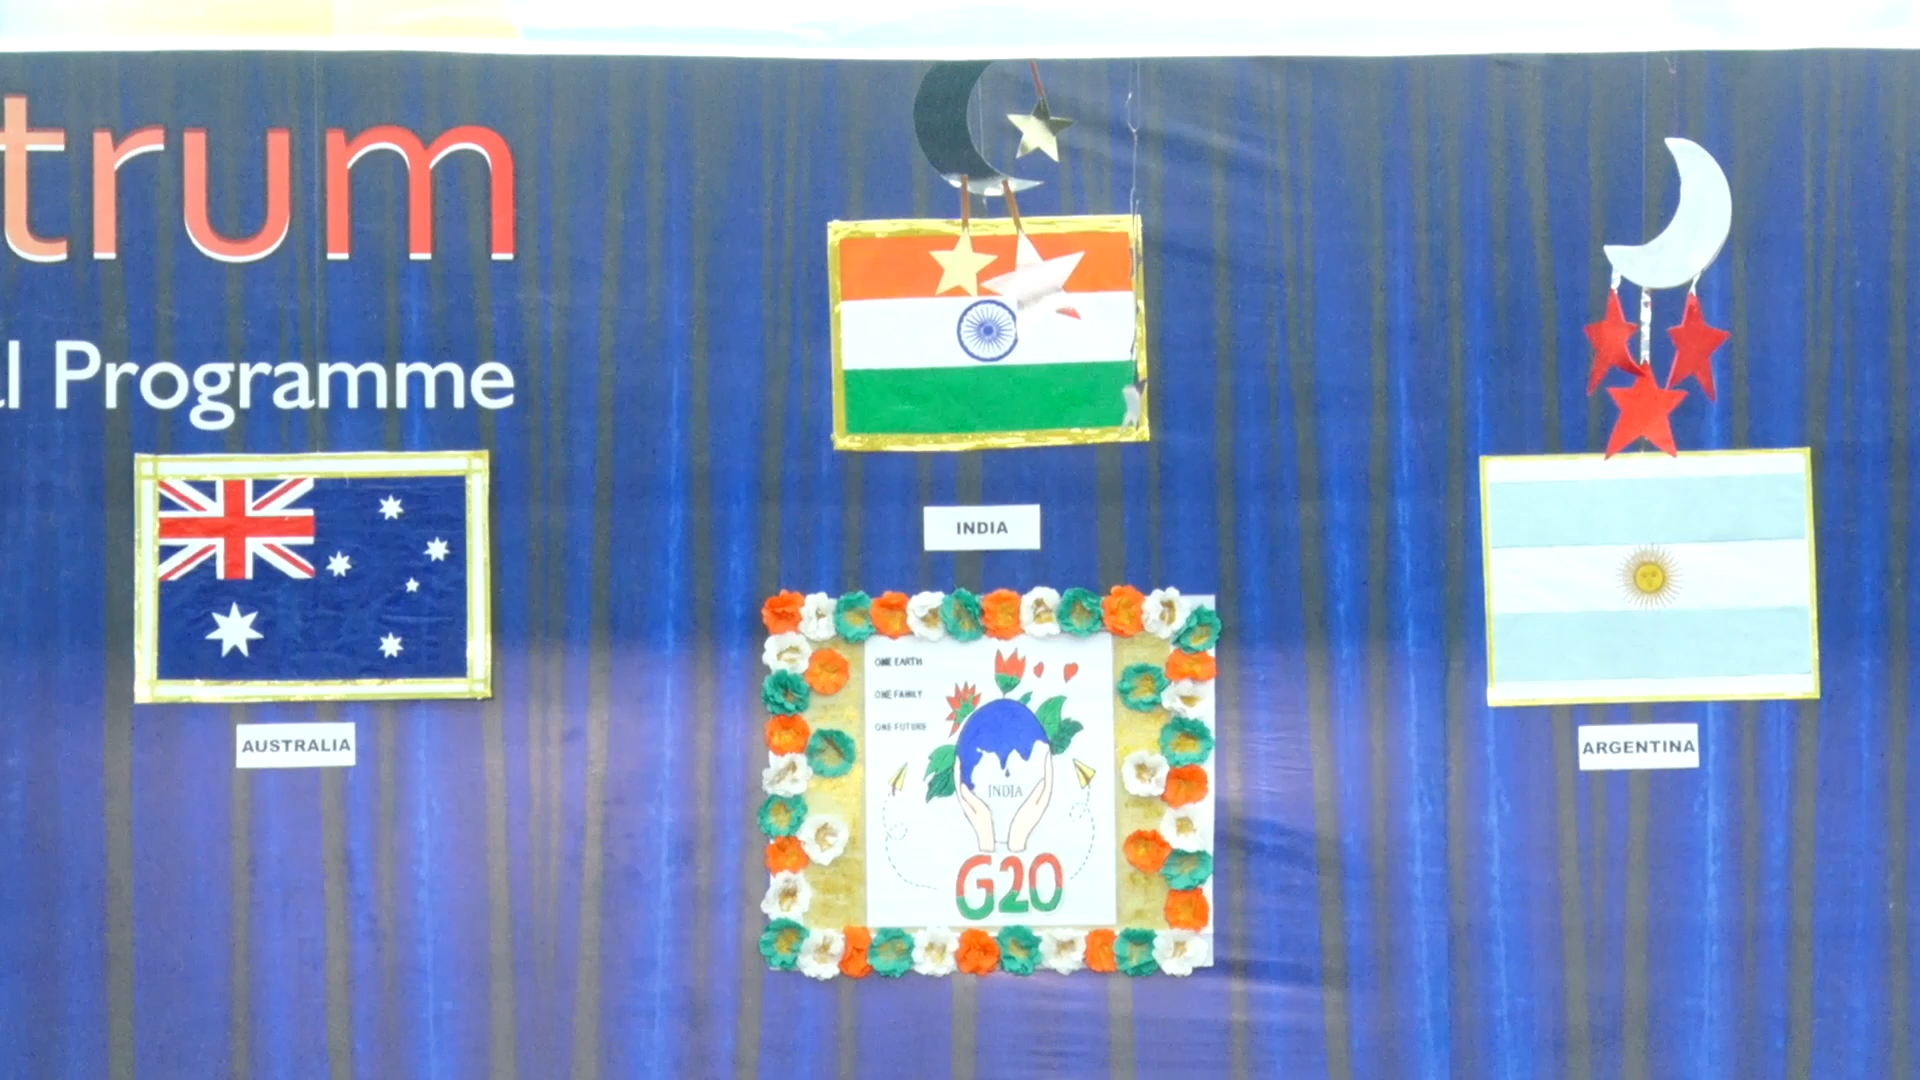 trum
l Programme
INDIA
AUSTRALIA
ARGENTINA
ONE EARTH
ONE FAMILY
ONE FUTURE
INDIA
G20